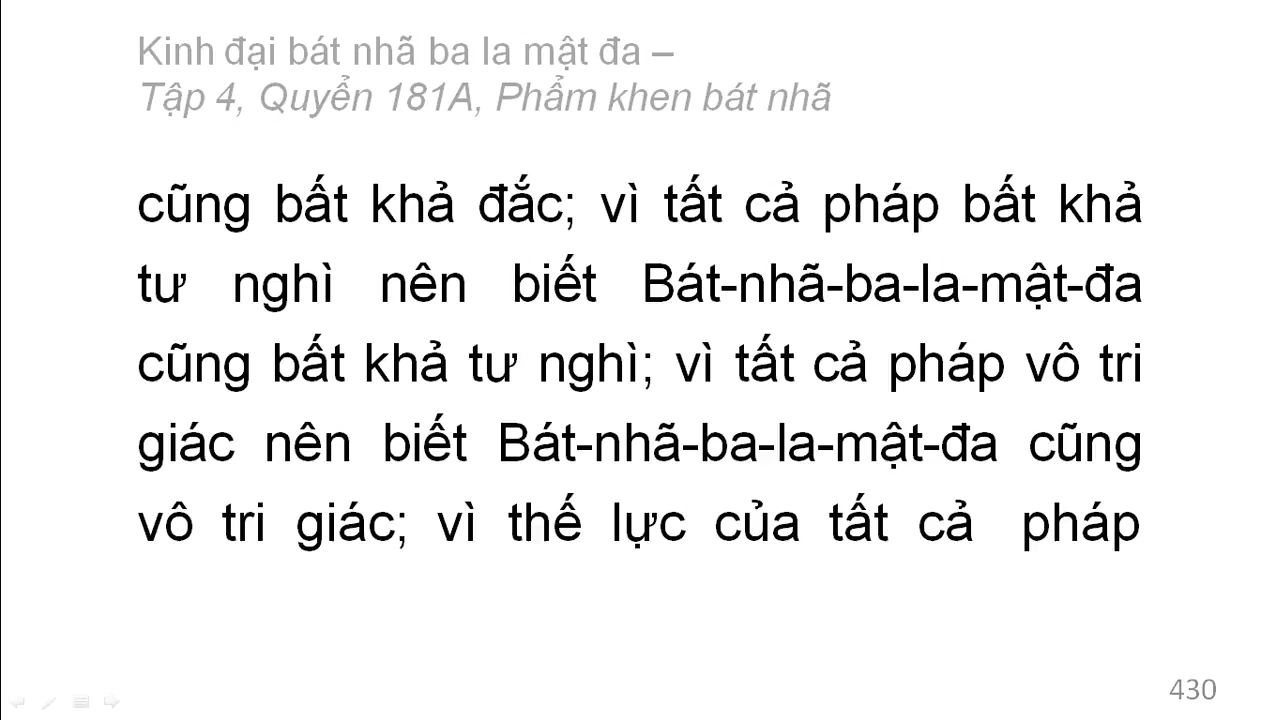 Kinh đại bát nhã ba la mật đa –
Tập 4, Quyển 181A, Phẩm khen bát nhã
cũng bất khả đắc; vì tất cả pháp bất khả
tư nghì nên biết Bát-nhã-ba-la-mật-đa
cũng bất khả tư nghì; vì tất cả pháp vô tri
giác nên biết Bát-nhã-ba-la-mật-đa cũng
vô tri giác; vì thế lực của tất cả pháp
430